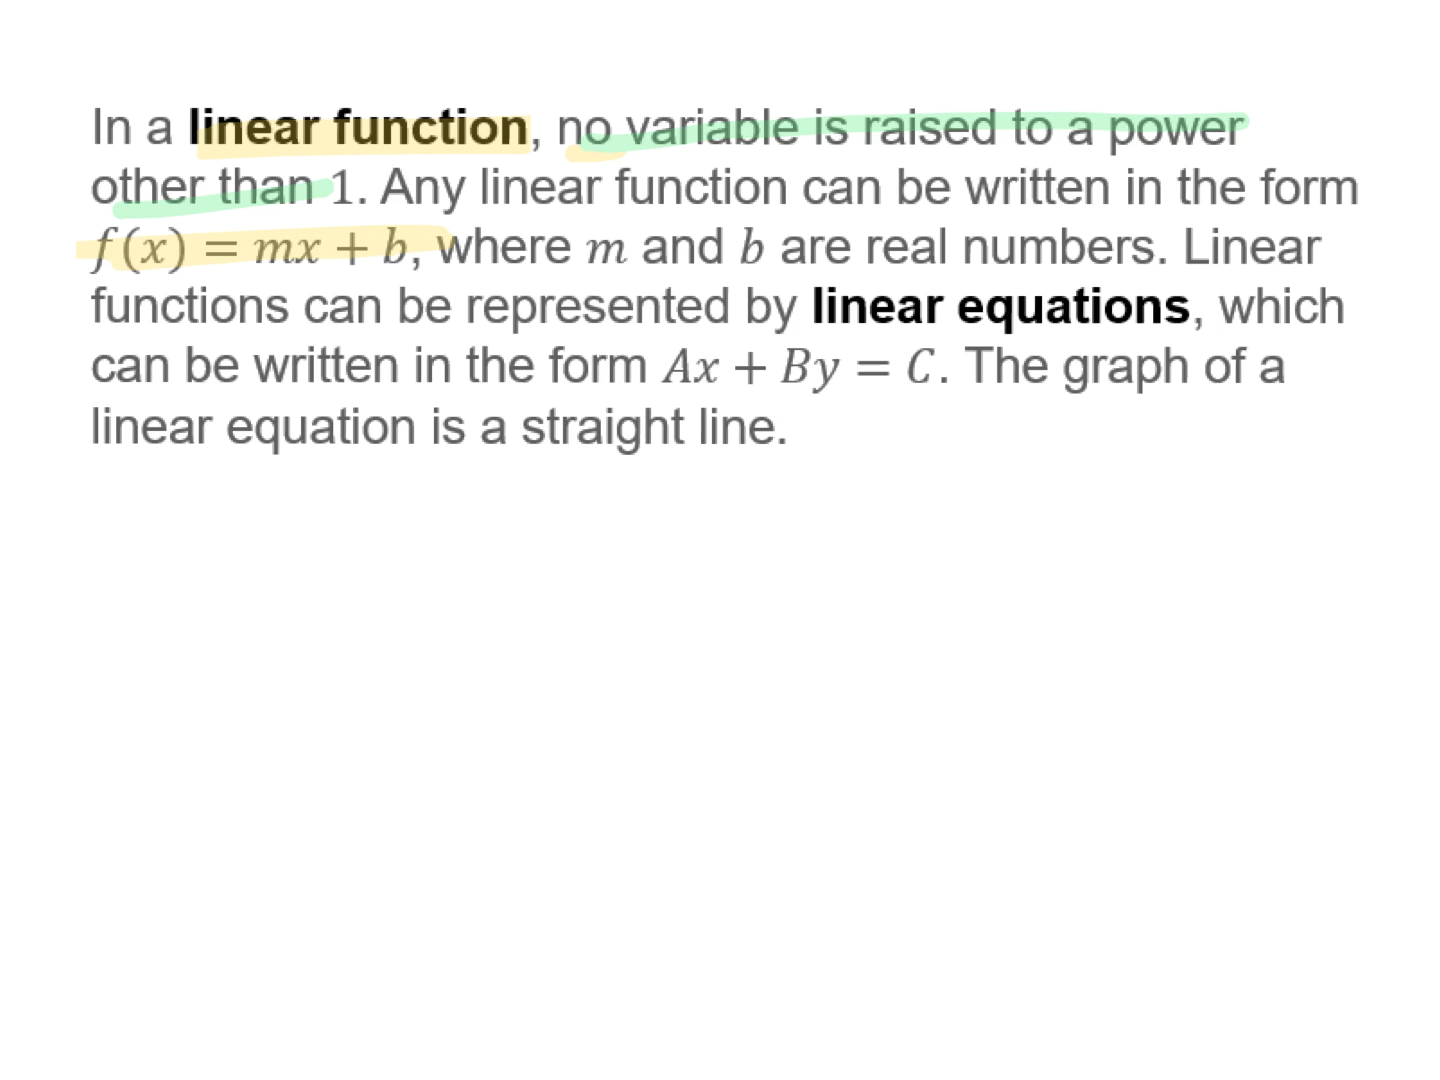 In a linear function, no variable is raised to a power
other than 1. Any linear function can be written in the form
f(x) = mx + b, where m and b are real numbers. Linear
functions can be represented by linear equations, which
can be written in the form Ax + By = C. The graph of a
linear equation is a straight line.